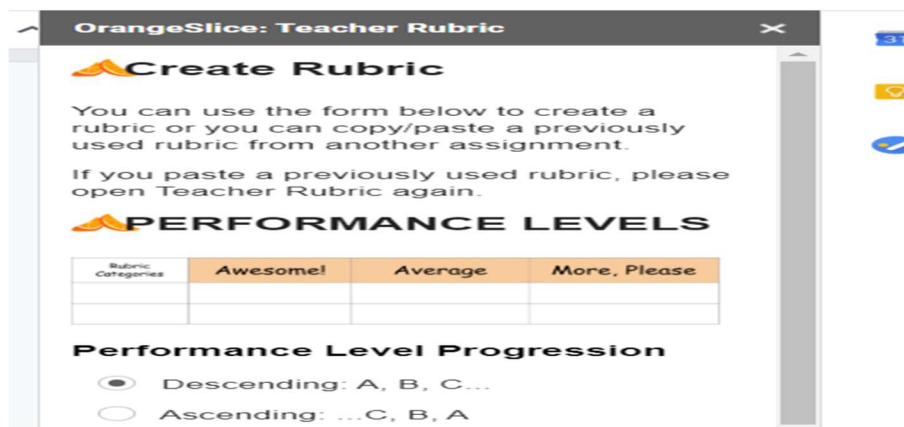 OrangeSlice: Teacher Rubric
Create Rubric
You can use the form below to create a
rubric or you can copy/paste a previously
used rubric from another assignment.
If you paste a previously used rubric, please
open Teacher Rubric again.
PERFORMANCE LEVELS
Rubric
Categories
Awesome!
Average
More, Please
Performance Level Progression
Descending: A, B, C...
Ascending: ...C, B, A
31